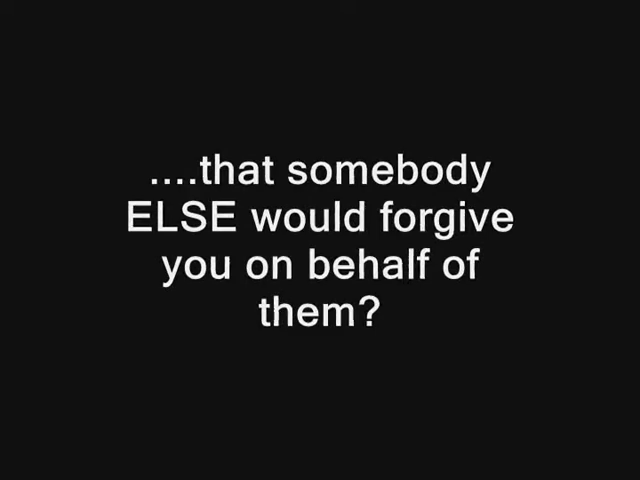 ....that somebody
ELSE would forgive
you on behalf of
them?